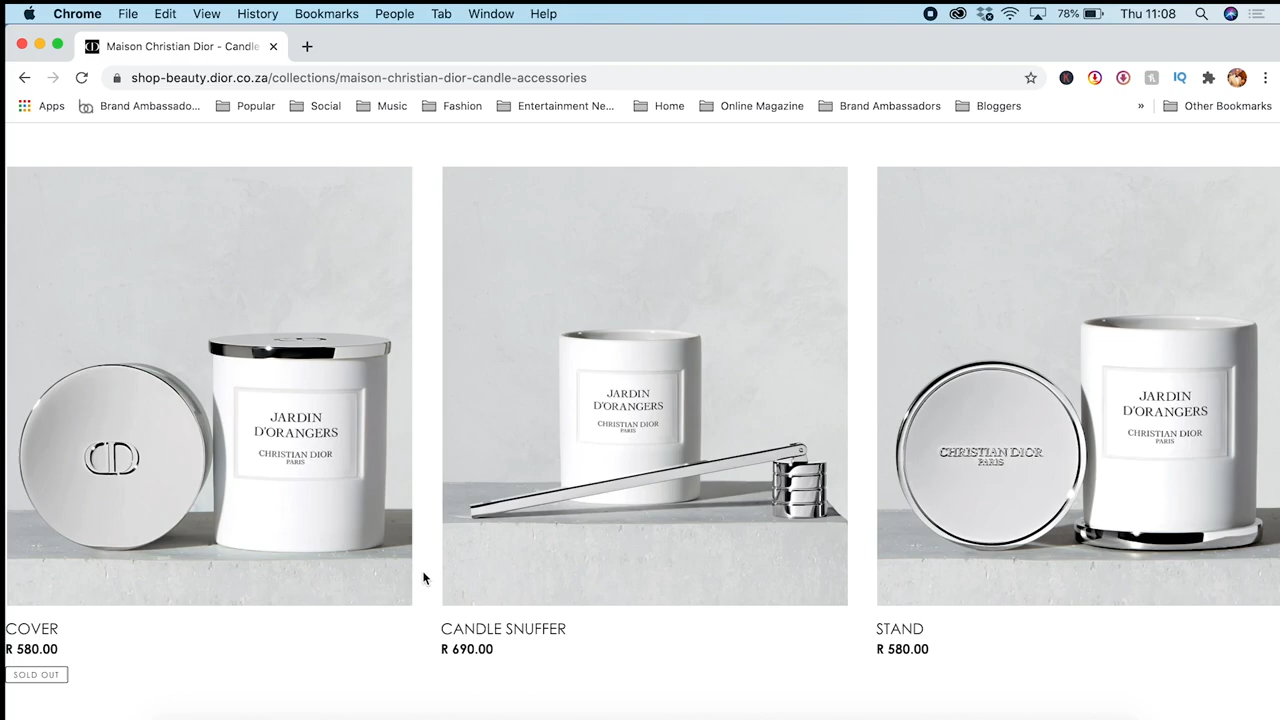 Chrome File Edit View History Bookmarks People Tab Window Help 78% Thu 11:08
Maison Christian Dior - Candle
shop-beauty.dior.co.za/collections/maison-christian-dior-candle-accessories
IQ
Apps Brand Ambassado... Popular Social Music Fashion Entertainment Ne... Home Online Magazine Brand Ambassadors Bloggers » Other Bookmarks
CD
JARDIN
D'ORANGERS
CHRISTIAN DIOR
PARIS
JARDIN
D'ORANGERS
CHRISTIAN DIOR
PARIS
CHRISTIAN DIOR
PARIS
JARDIN
D'ORANGERS
CHRISTIAN DIOR
PARIS
COVER
R 580.00
SOLD OUT
CANDLE SNUFFER
R 690.00
STAND
R 580.00